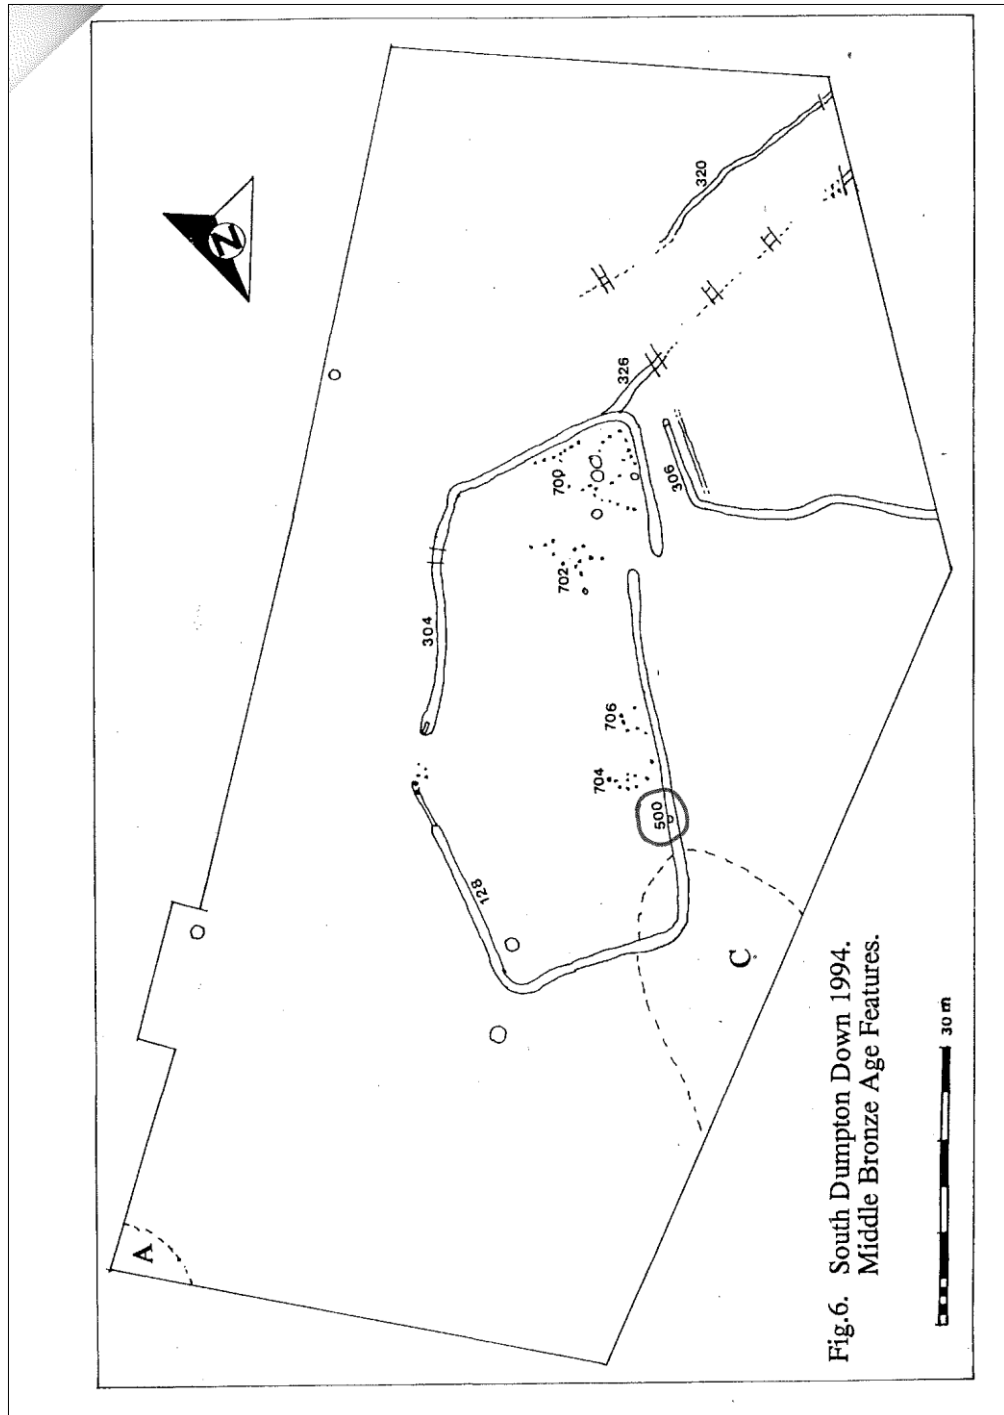 A
N
304
128
700
702
704
706
326
500
306
320
C
Fig.6. South Dumpton Down 1994.
Middle Bronze Age Features.
30 m